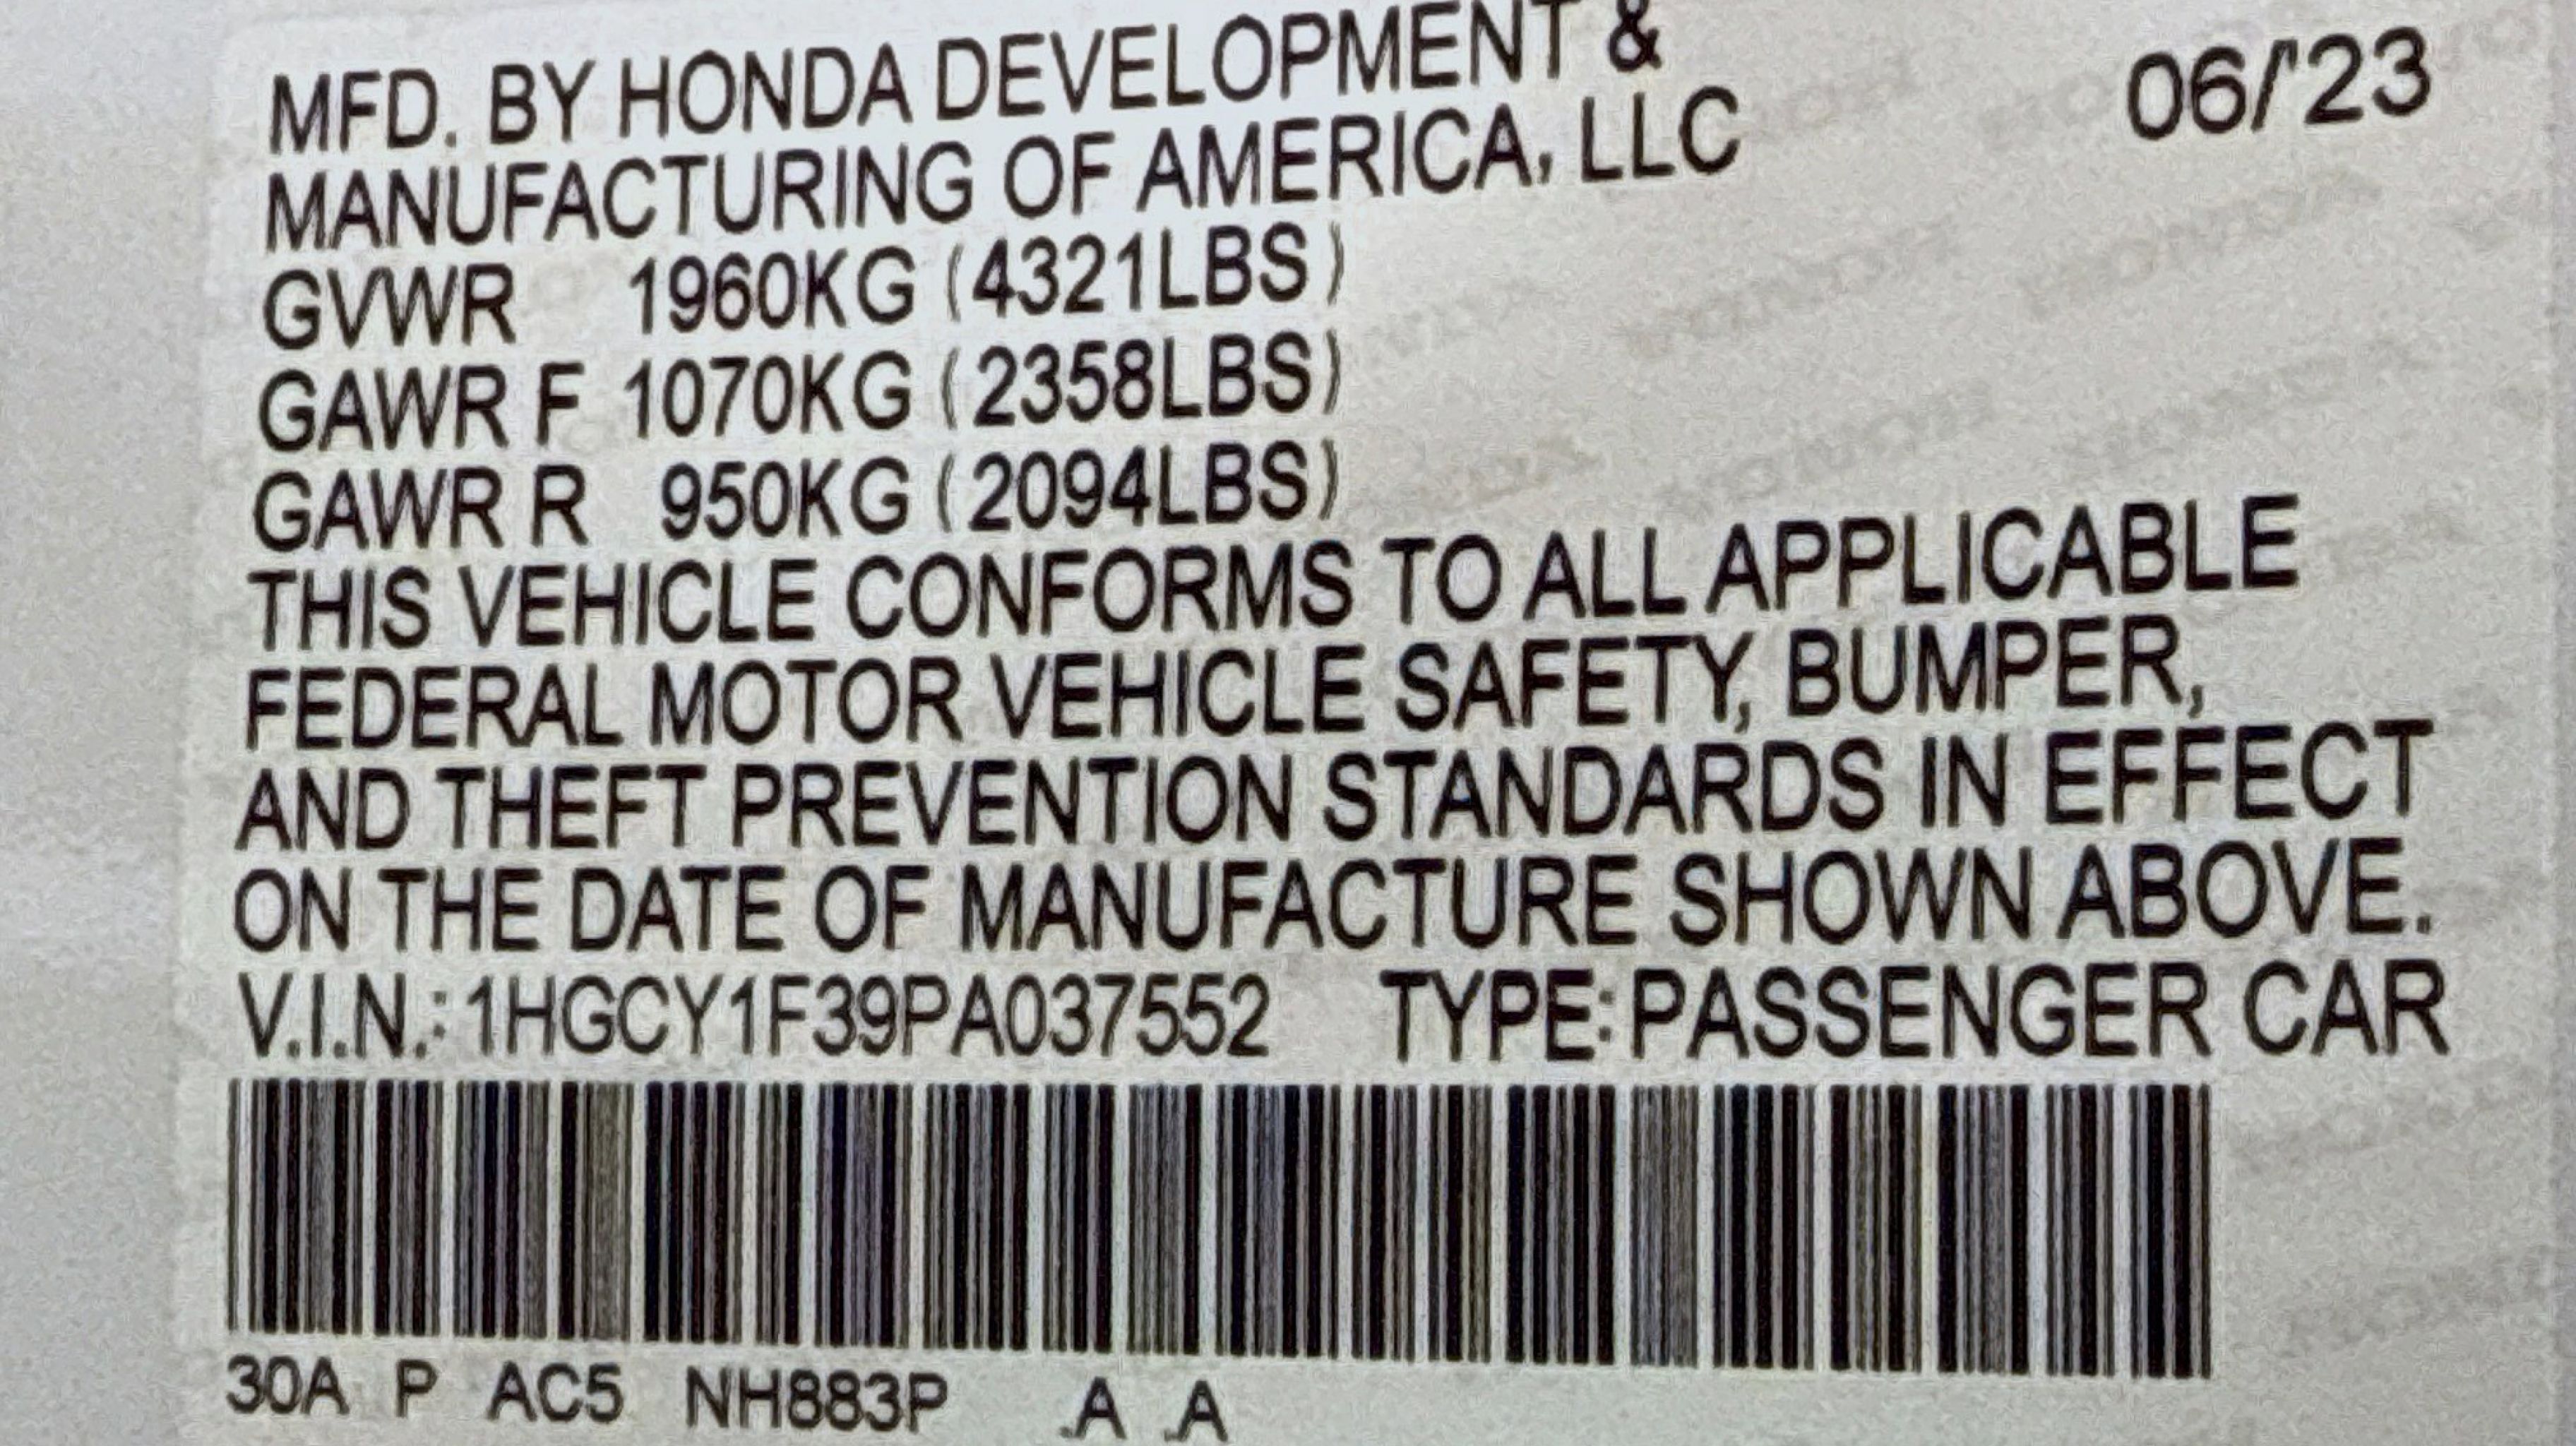 MFD. BY HONDA DEVELOPMENT &
MANUFACTURING OF AMERICA, LLC
06/'23
GVWR 1960KG (4321LBS)
GAWR F 1070KG (2358LBS)
GAWR R 950KG (2094LBS)
THIS VEHICLE CONFORMS TO ALL APPLICABLE
FEDERAL MOTOR VEHICLE SAFETY, BUMPER,
AND THEFT PREVENTION STANDARDS IN EFFECT
ON THE DATE OF MANUFACTURE SHOWN ABOVE.
V.I.N.: 1HGCY1F39PA037552 TYPE: PASSENGER CAR
30A P AC5 NH883P .A .A